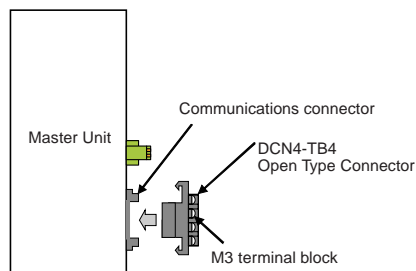 Communications connector
Master Unit
DCN4-TB4
Open Type Connector
M3 terminal block